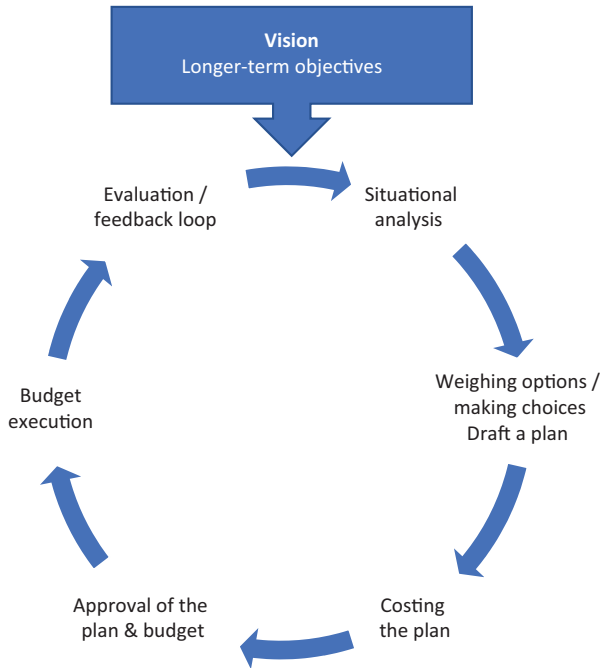 Vision
Longer-term objectives
Evaluation /
feedback loop
Situational
analysis
Weighing options /
making choices
Draft a plan
Costing
the plan
Approval of the
plan & budget
Budget
execution